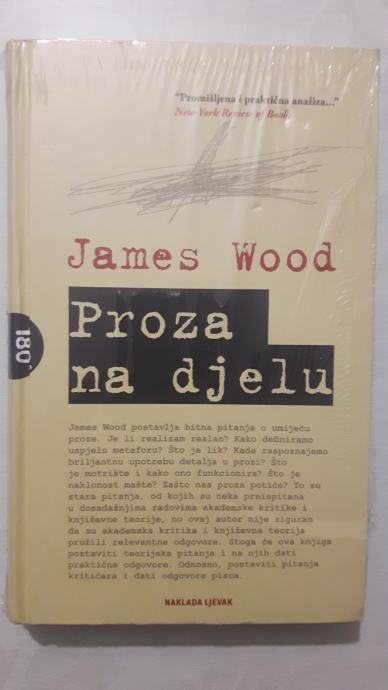 "Promišljena i praktična analiza..."
New York Review of Books
James Wood
180°
Proza
na djelu
James Wood postavlja bitna pitanja o umijeću
proze. Je li realizam realan? Kako definiramo
uspjelu metaforu? Što je lik? Kada raspoznajemo
briljantnu upotrebu detalja u prozi? Što
je motrište i kako ono funkcionira? Što je
naklonost mašte? Zašto nas proza potiče? To su
stara pitanja, od kojih su neka preispitana
u dosadašnjim radovima akademske kritike i
književne teorije, no ovaj autor nije siguran
da su akademska kritika i književna teorija
pružili relevantne odgovore. Stoga će ova knjiga
postaviti teorijska pitanja i na njih dati
praktične odgovore. Odnosno, postaviti pitanja
kritičara i dati odgovore pisca.
NAKLADA LJEVAK